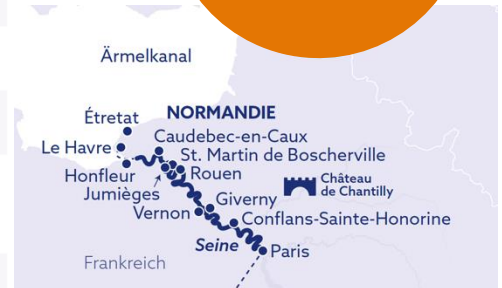 Ärmelkanal
Étretat
NORMANDIE
Le Havre
Caudebec-en-Caux
St. Martin de Boscherville
Honfleur
Rouen
Jumièges
Château
de Chantilly
Giverny
Vernon
Conflans-Sainte-Honorine
Seine
Paris
Frankreich